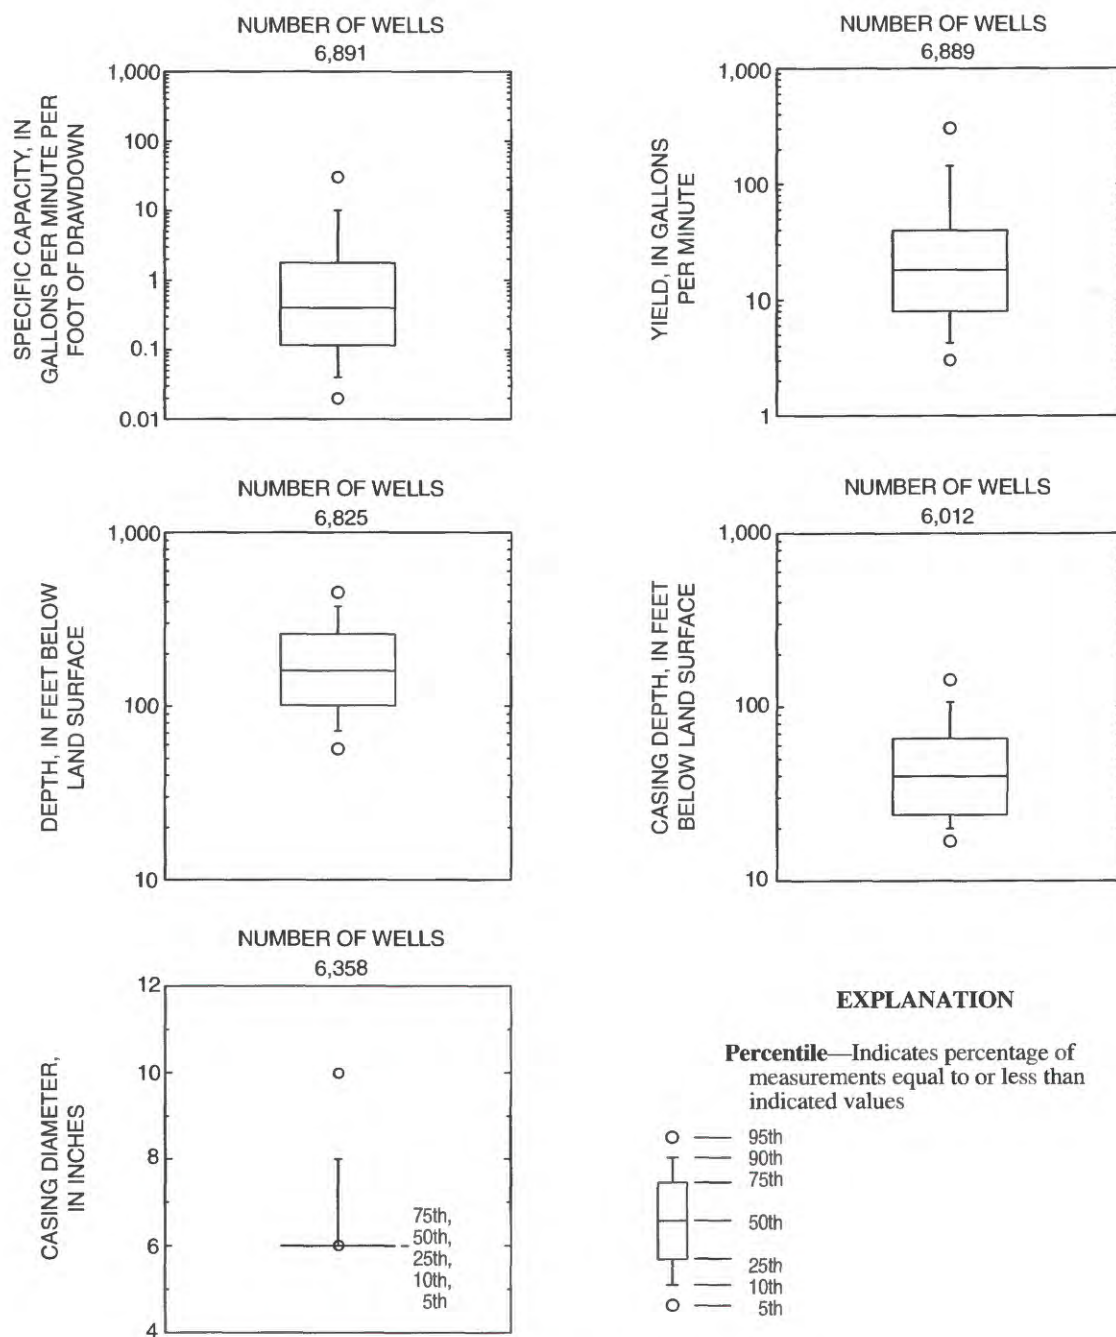 NUMBER OF WELLS
6,891
SPECIFIC CAPACITY, IN
GALLONS PER MINUTE PER
FOOT OF DRAWDOWN
1,000
100
10
1
0.1
0.01
NUMBER OF WELLS
6,889
YIELD, IN GALLONS
PER MINUTE
1,000
100
10
1
NUMBER OF WELLS
6,825
DEPTH, IN FEET BELOW
LAND SURFACE
1,000
100
10
NUMBER OF WELLS
6,012
CASING DEPTH, IN FEET
BELOW LAND SURFACE
1,000
100
10
NUMBER OF WELLS
6,358
CASING DIAMETER,
IN INCHES
12
10
8
6
4
75th,
50th,
25th,
10th,
5th
EXPLANATION
Percentile—Indicates percentage of
measurements equal to or less than
indicated values
95th
90th
75th
50th
25th
10th
5th